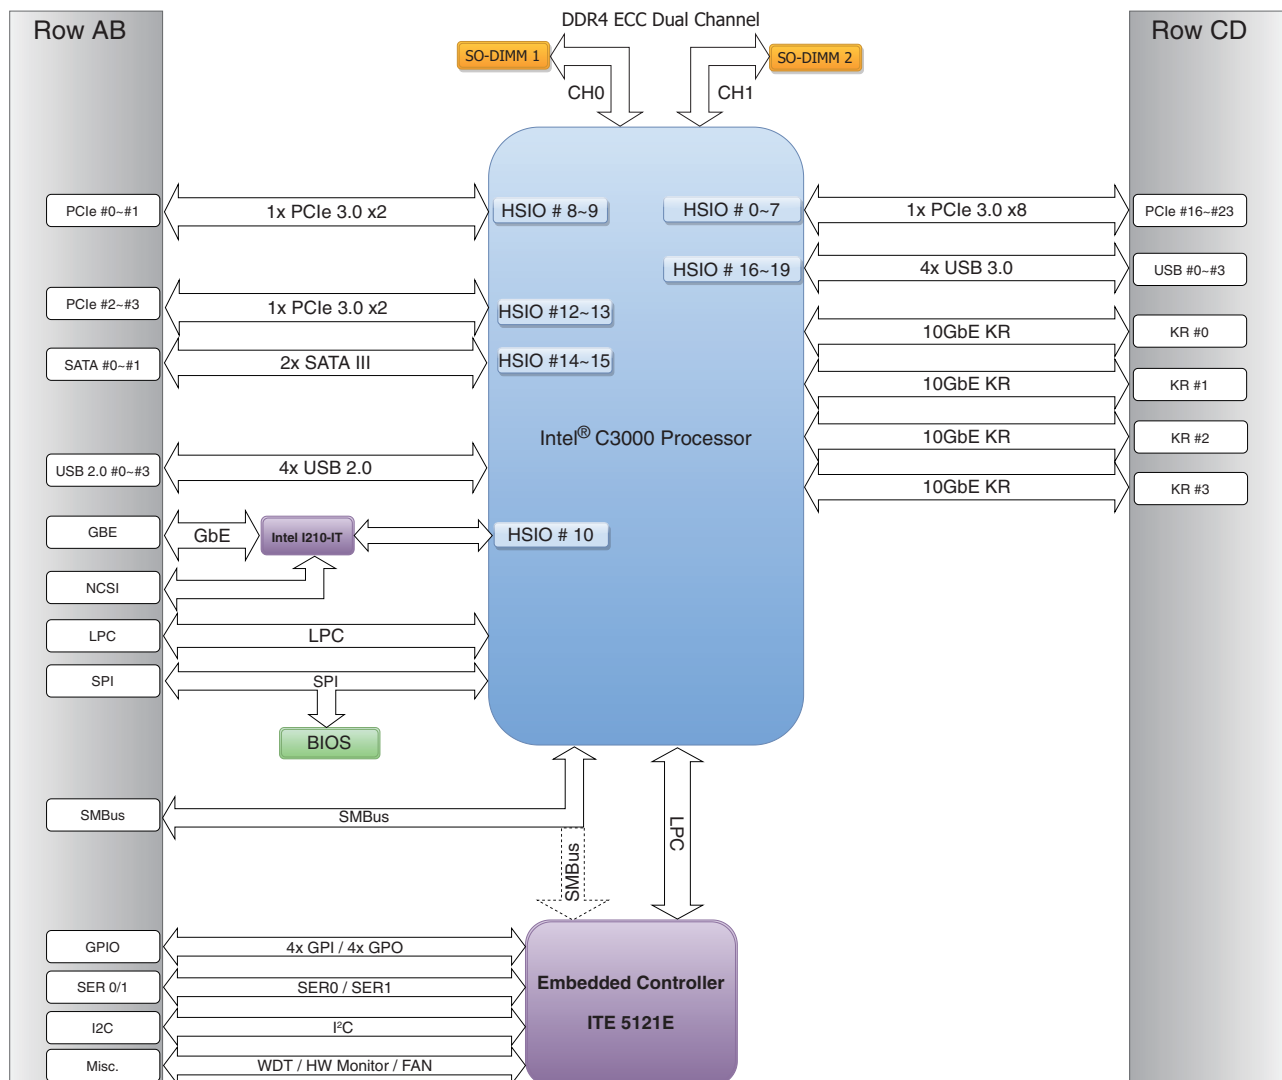 Row AB
DDR4 ECC Dual Channel
Row CD
SO-DIMM 1
SO-DIMM 2
CH0
CH1
PCIe #0~#1
1x PCIe 3.0 x2
HSIO # 8~9
HSIO # 0~7
1x PCIe 3.0 x8
PCIe #16~#23
HSIO # 16~19
4x USB 3.0
USB #0~#3
PCIe #2~#3
1x PCIe 3.0 x2
HSIO #12~13
10GbE KR
KR #0
SATA #0~#1
2x SATA III
HSIO #14~15
10GbE KR
KR #1
Intel® C3000 Processor
10GbE KR
KR #2
USB 2.0 #0~#3
4x USB 2.0
10GbE KR
KR #3
GBE
GbE
Intel I210-IT
HSIO # 10
NCSI
LPC
LPC
SPI
SPI
BIOS
SMBus
SMBus
LPC
SMBus
GPIO
4x GPI / 4x GPO
Embedded Controller
ITE 5121E
SER 0/1
SER0 / SER1
I2C
I²C
Misc.
WDT / HW Monitor / FAN